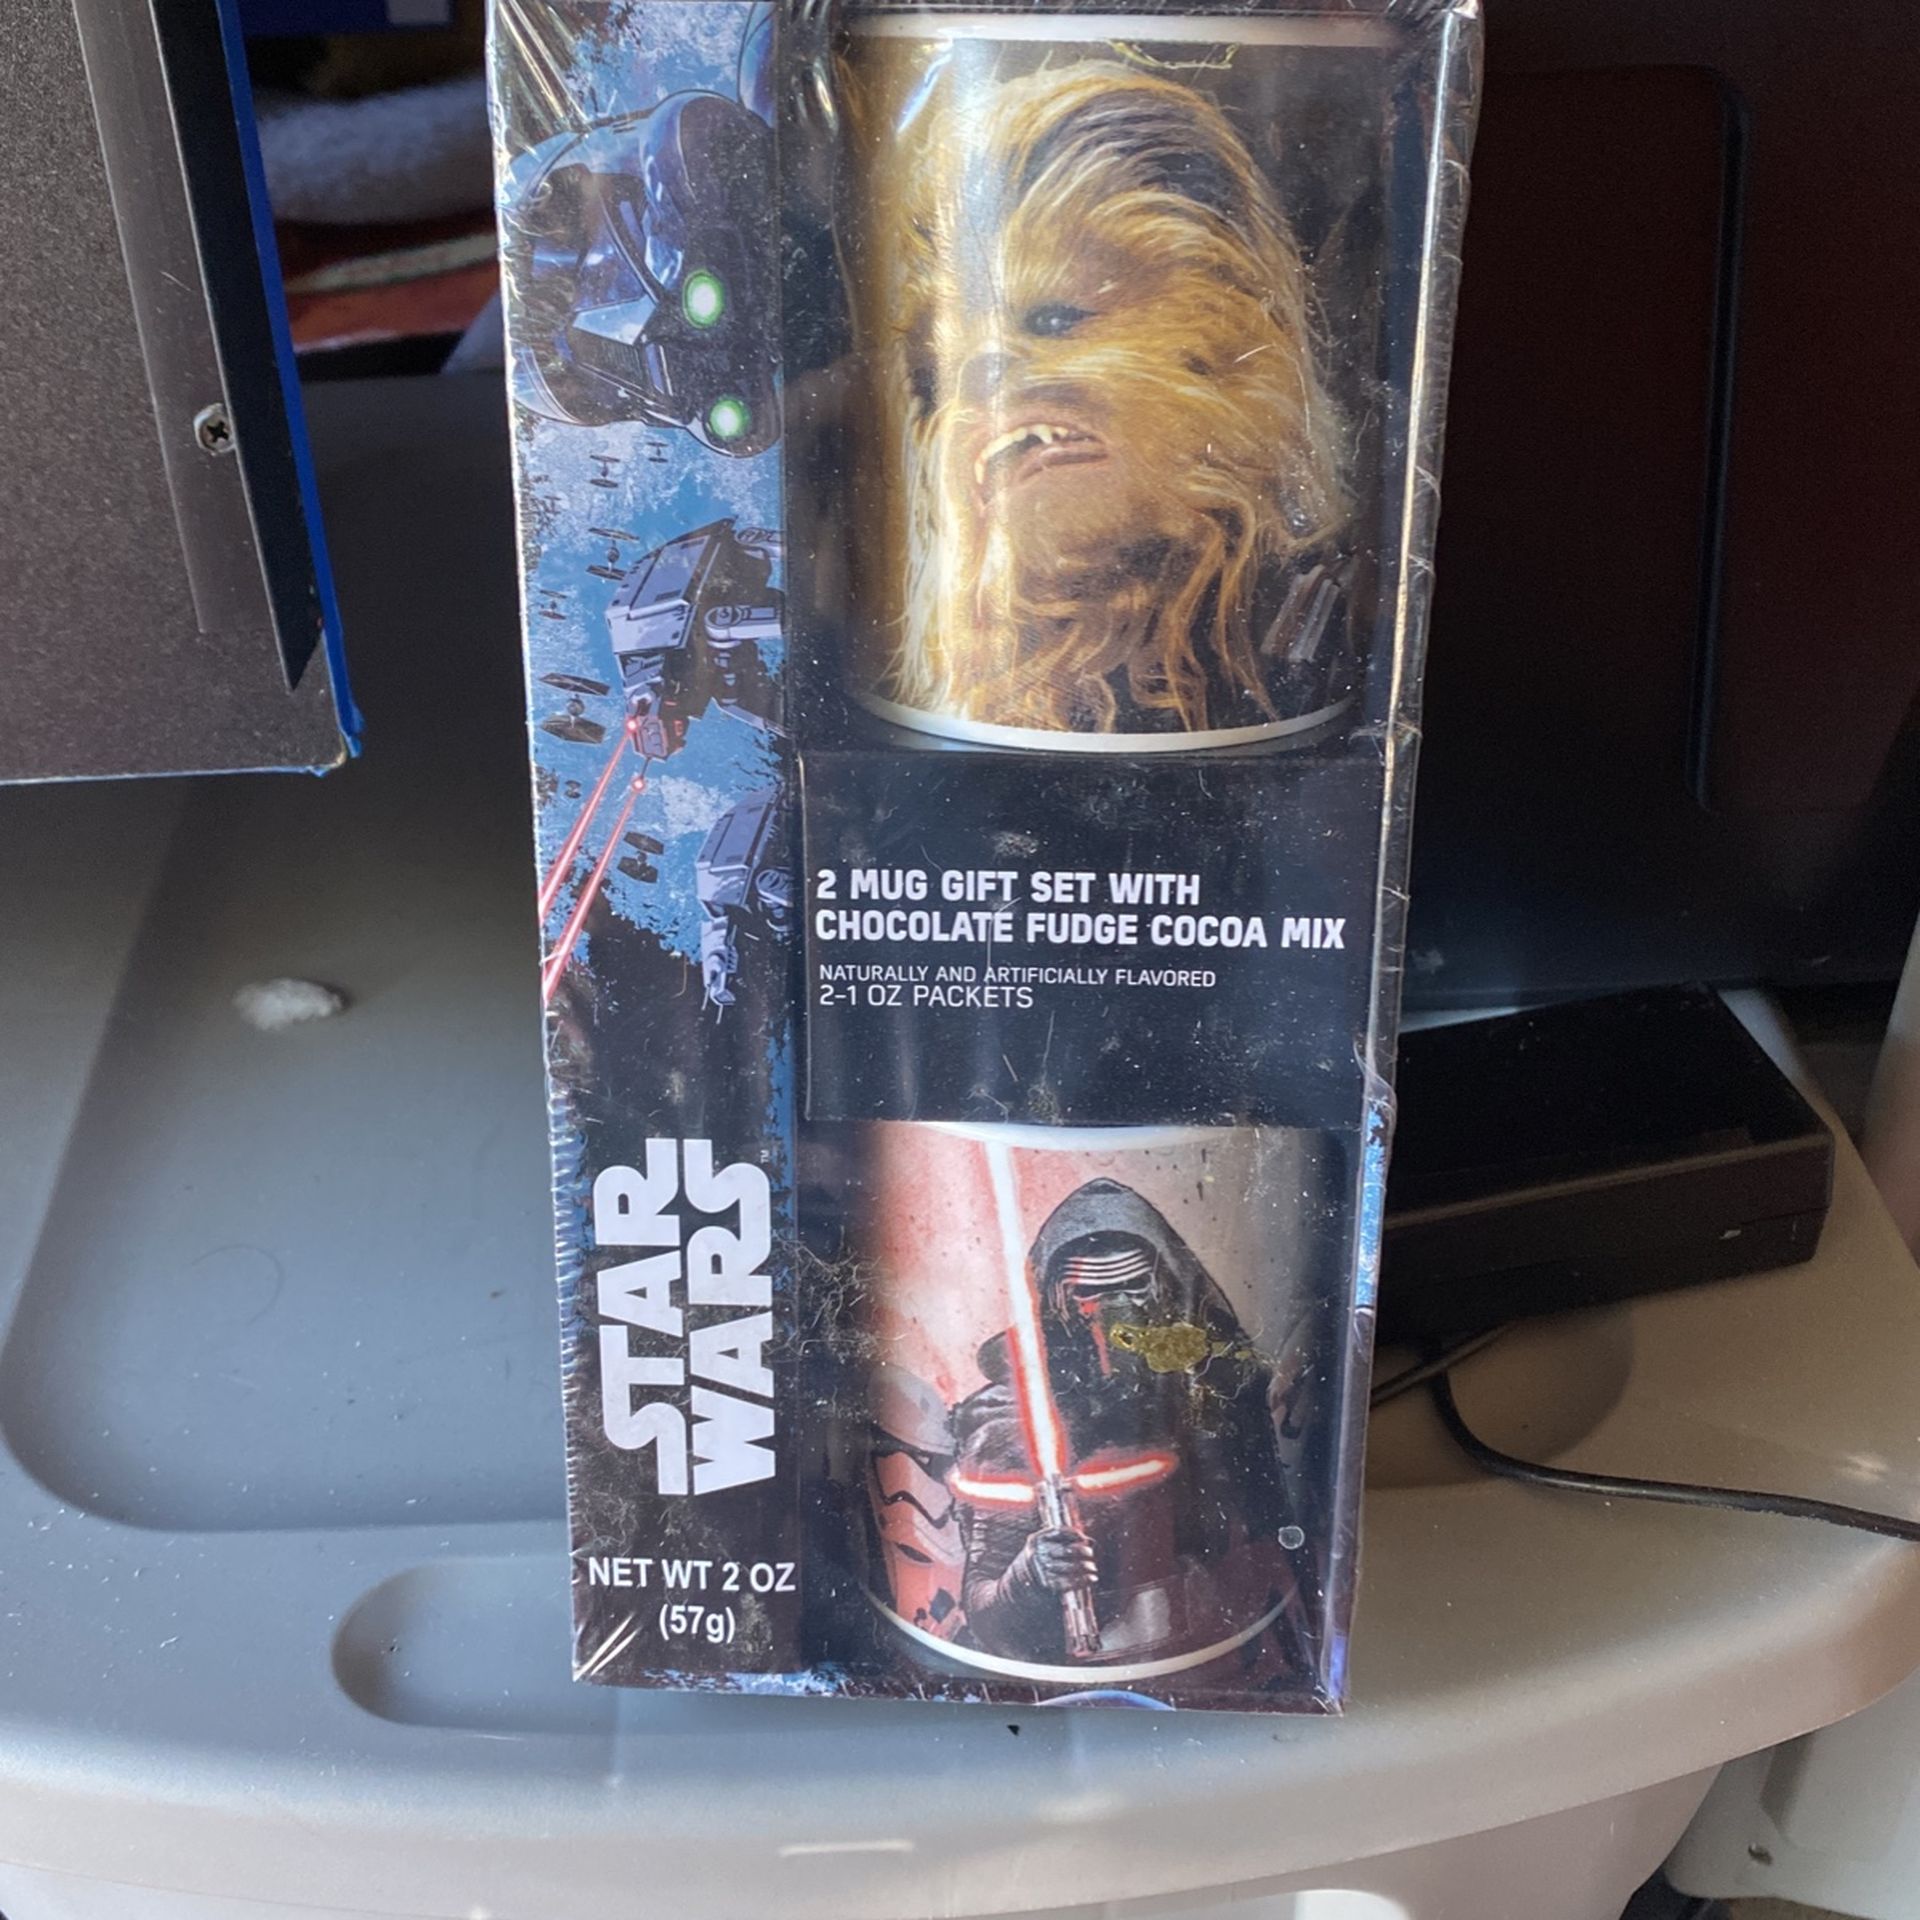 2 MUG GIFT SET WITH
CHOCOLATE FUDGE COCOA MIX
NATURALLY AND ARTIFICIALLY FLAVORED
2-1 OZ PACKETS
STAR
WARS™
NET WT 2 OZ
(57g)